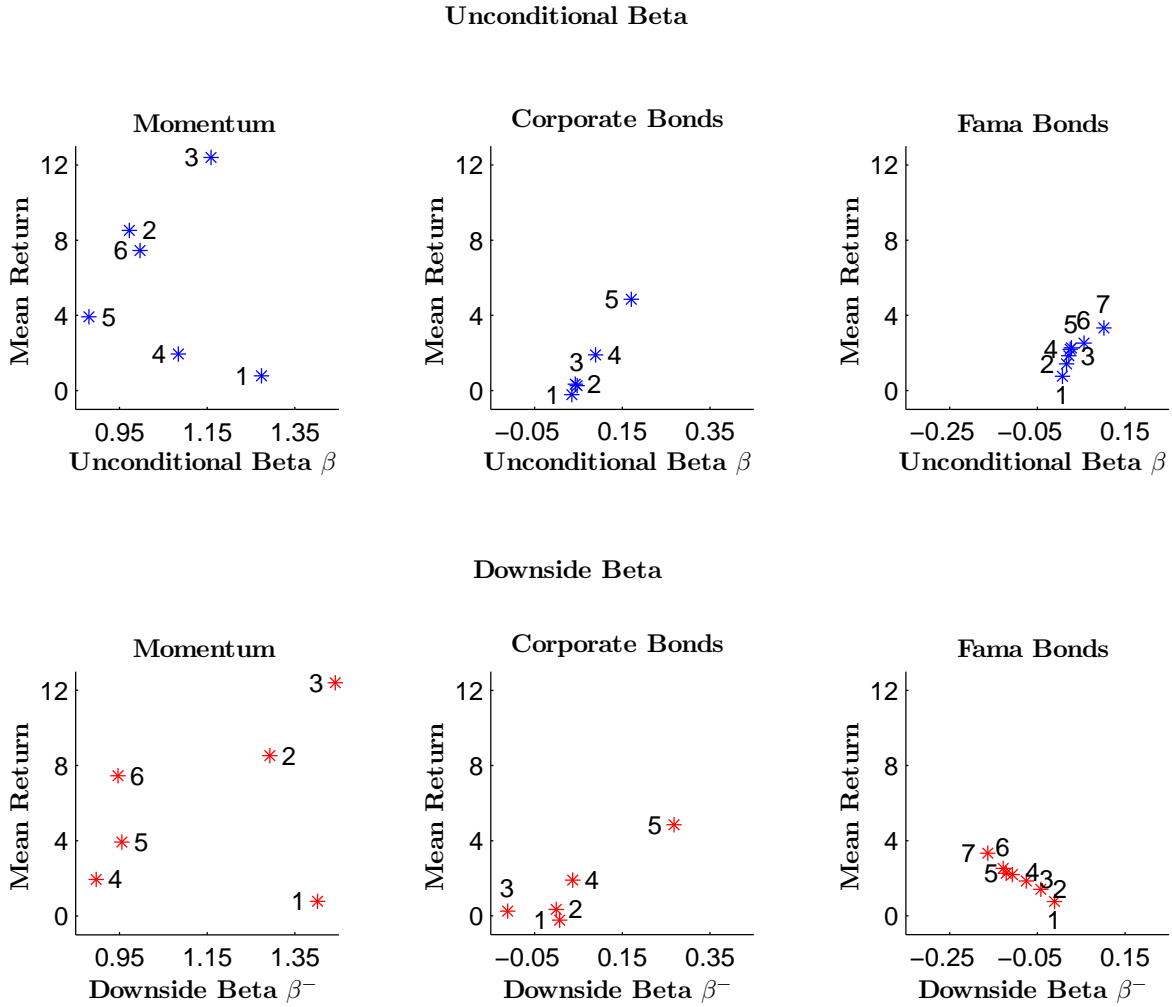 Unconditional Beta
Momentum
Corporate Bonds
Fama Bonds
Mean Return
12
8
4
0
3
2
6
5
4
1
0.95 1.15 1.35
Unconditional Beta β
Mean Return
12
8
4
0
5
4
3
2
1
−0.05 0.15 0.35
Unconditional Beta β
Mean Return
12
8
4
0
7
6
5
4
3
2
1
−0.25 −0.05 0.15
Unconditional Beta β
Downside Beta
Momentum
Corporate Bonds
Fama Bonds
Mean Return
12
8
4
0
3
2
6
5
4
1
0.95 1.15 1.35
Downside Beta β−
Mean Return
12
8
4
0
5
4
3
2
1
−0.05 0.15 0.35
Downside Beta β−
Mean Return
12
8
4
0
7
6
5
4
3
2
1
−0.25 −0.05 0.15
Downside Beta β−